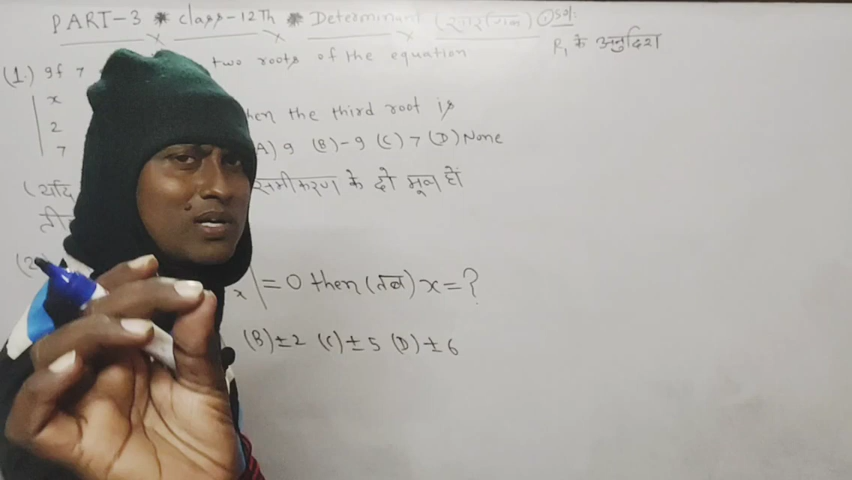 PART-3 * class-12Th * Determinant (सारणिक)
(1.) 9f 7 two roots of the equation
x
2 then the third root is
7 A) 9 (B) -9 (C) 7 (D) None
(यदि समीकरण के दो मूल हों
ती
(2
x | = 0 then (तब) x = ?
(B) ±2 (C) ±5 (D) ±6
① Sol:
R₁ के अनुदिश